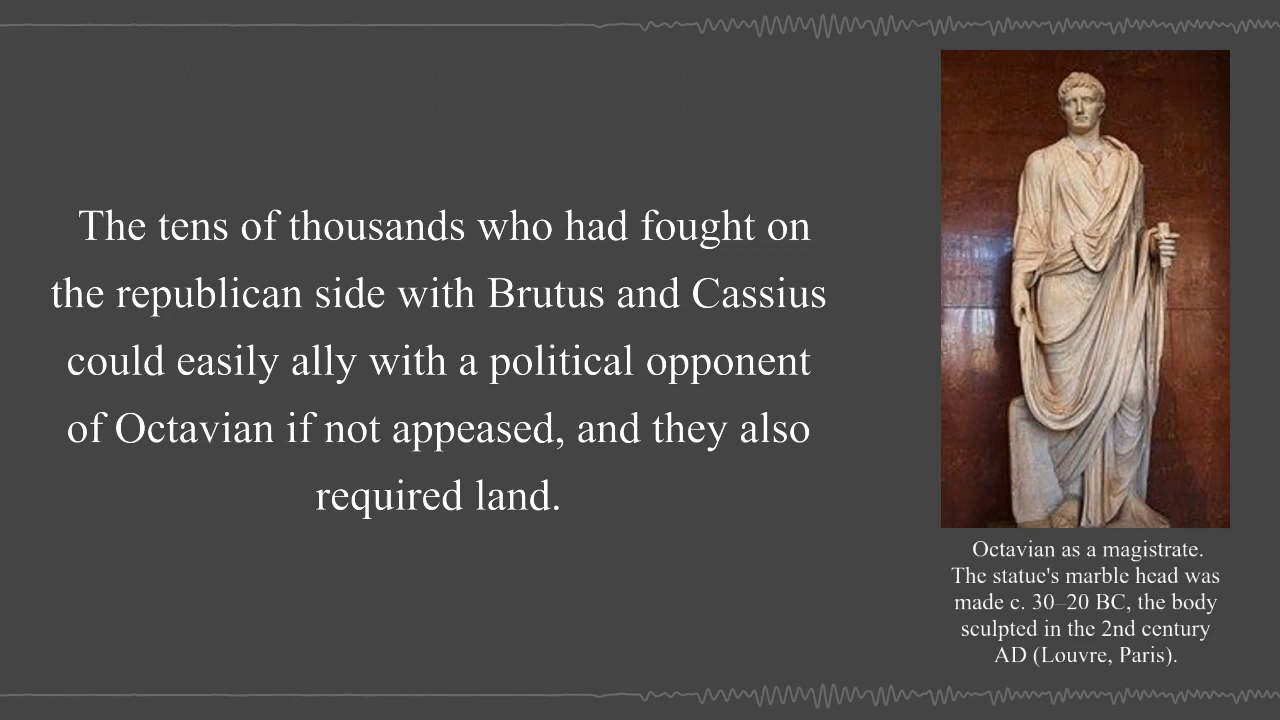 The tens of thousands who had fought on
the republican side with Brutus and Cassius
could easily ally with a political opponent
of Octavian if not appeased, and they also
required land.
Octavian as a magistrate.
The statue's marble head was
made c. 30–20 BC, the body
sculpted in the 2nd century
AD (Louvre, Paris).